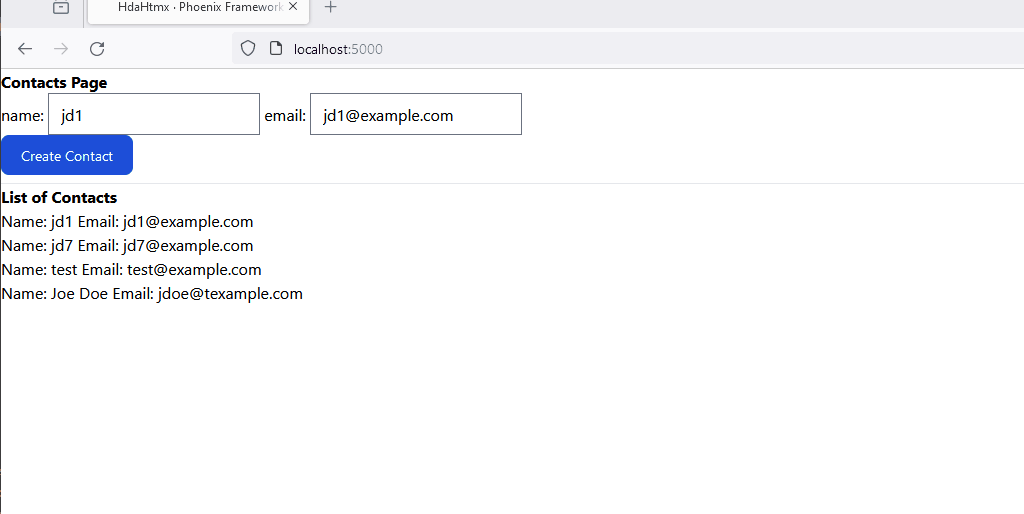 HdaHtmx · Phoenix Framework
localhost:5000
Contacts Page
name: jd1 email: jd1@example.com
Create Contact
List of Contacts
Name: jd1 Email: jd1@example.com
Name: jd7 Email: jd7@example.com
Name: test Email: test@example.com
Name: Joe Doe Email: jdoe@texample.com